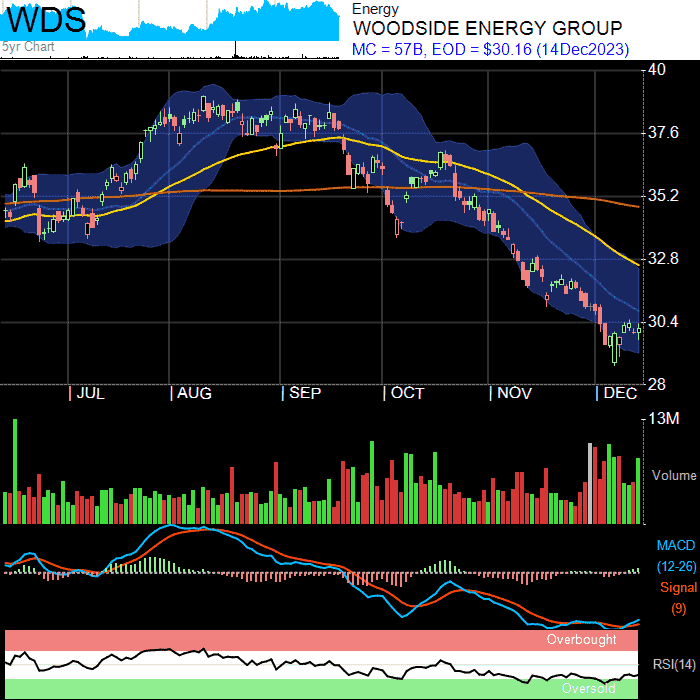 WDS
5yr Chart
Energy
WOODSIDE ENERGY GROUP
MC = 57B, EOD = $30.16 (14Dec2023)
40
37.6
35.2
32.8
30.4
28
| JUL | AUG | SEP | OCT | NOV | DEC
13M
Volume
MACD
(12-26)
Signal
(9)
Overbought
RSI(14)
Oversold